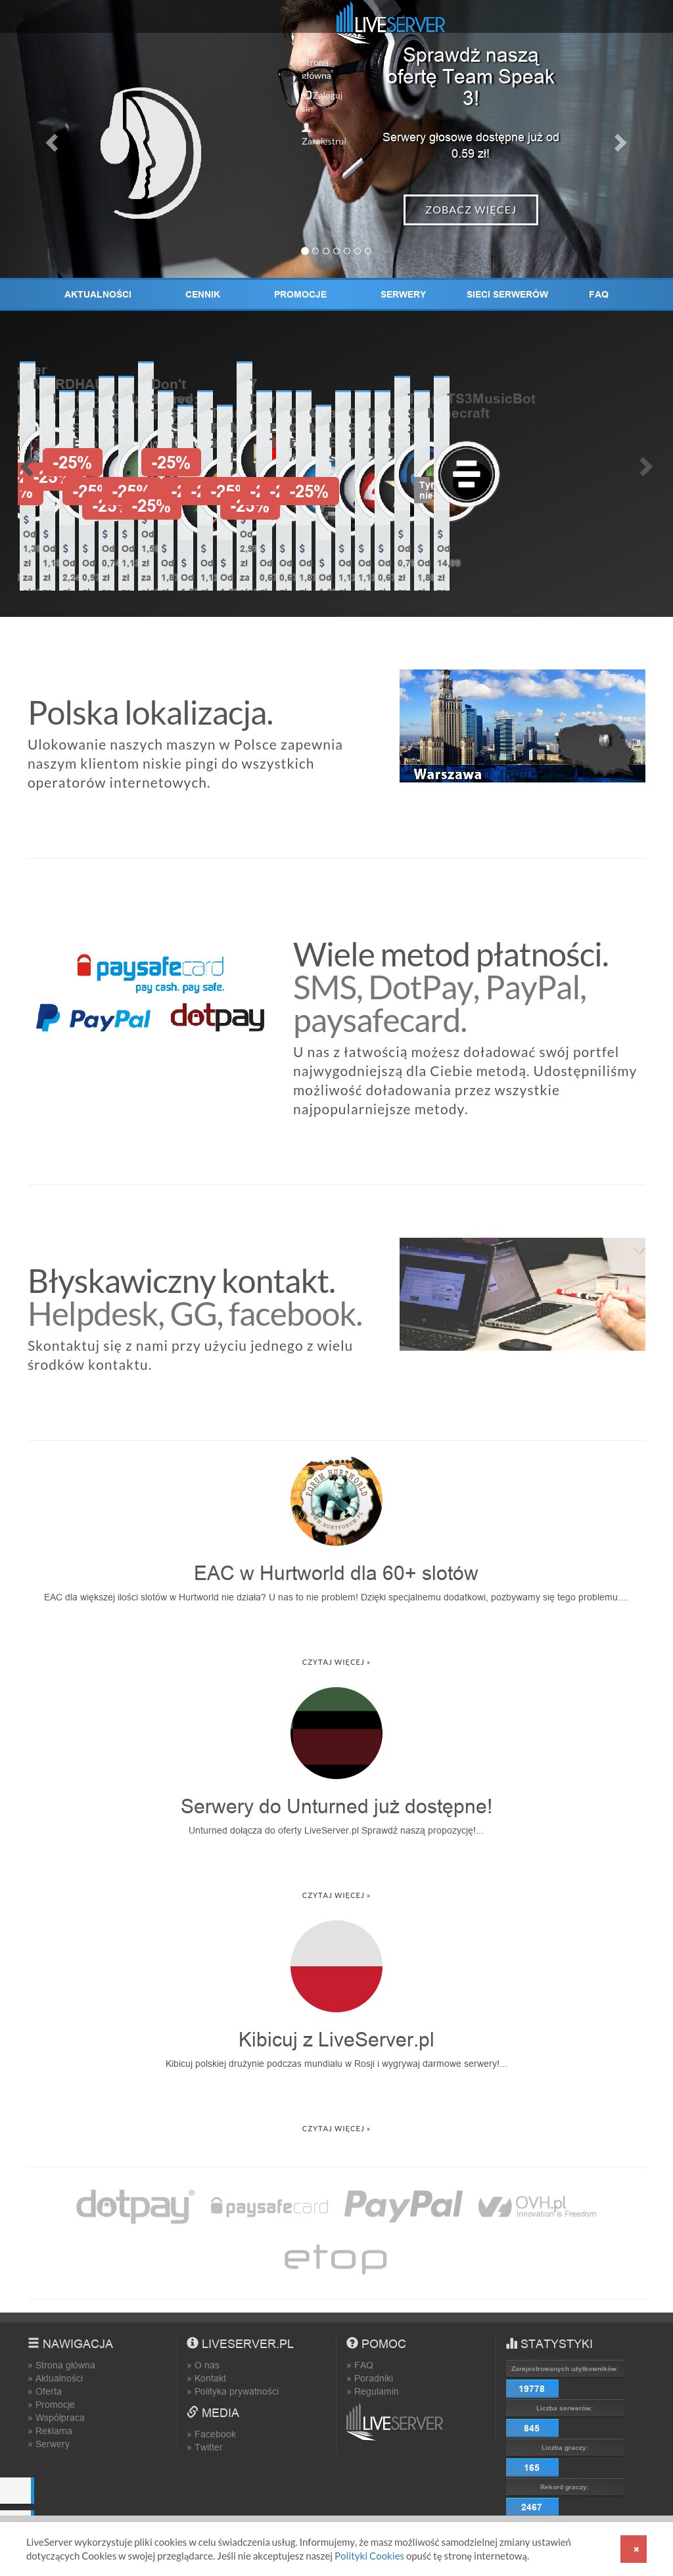 LIVESERVER
Strona
główna
Zaloguj
się
Zarejestruj
Sprawdź naszą
ofertę Team Speak
3!
Serwery głosowe dostępne już od
0.59 zł!
ZOBACZ WIĘCEJ
AKTUALNOŚCI CENNIK PROMOCJE SERWERY SIECI SERWERÓW FAQ
Don't
TS3MusicBot
-25% -25%
-25%
-25% -25%
-25%
Polska lokalizacja.
Ulokowanie naszych maszyn w Polsce zapewnia
naszym klientom niskie pingi do wszystkich
operatorów internetowych.
Warszawa
paysafecard
pay cash. pay safe.
PayPal dotpay
Wiele metod płatności.
SMS, DotPay, PayPal,
paysafecard.
U nas z łatwością możesz doładować swój portfel
najwygodniejszą dla Ciebie metodą. Udostępniliśmy
możliwość doładowania przez wszystkie
najpopularniejsze metody.
Błyskawiczny kontakt.
Helpdesk, GG, facebook.
Skontaktuj się z nami przy użyciu jednego z wielu
środków kontaktu.
FORUM HURTWORLD
EAC w Hurtworld dla 60+ slotów
EAC dla większej ilości slotów w Hurtworld nie działa? U nas to nie problem! Dzięki specjalnemu dodatkowi, pozbywamy się tego problemu....
CZYTAJ WIĘCEJ »
Serwery do Unturned już dostępne!
Unturned dołącza do oferty LiveServer.pl Sprawdź naszą propozycję!...
CZYTAJ WIĘCEJ »
Kibicuj z LiveServer.pl
Kibicuj polskiej drużynie podczas mundialu w Rosji i wygrywaj darmowe serwery!...
CZYTAJ WIĘCEJ »
dotpay® paysafecard PayPal OVH.pl
Innovation is Freedom
etop
NAWIGACJA
» Strona główna
» Aktualności
» Oferta
» Promocje
» Współpraca
» Reklama
» Serwery
LIVESERVER.PL
» O nas
» Kontakt
» Polityka prywatności
MEDIA
» Facebook
» Twitter
POMOC
» FAQ
» Poradniki
» Regulamin
LIVESERVER
STATYSTYKI
Zarejestrowanych użytkowników:
19778
Liczba serwerów:
845
Liczba graczy:
165
Rekord graczy:
2467
LiveServer wykorzystuje pliki cookies w celu świadczenia usług. Informujemy, że masz możliwość samodzielnej zmiany ustawień
dotyczących Cookies w swojej przeglądarce. Jeśli nie akceptujesz naszej Polityki Cookies opuść tę stronę internetową.